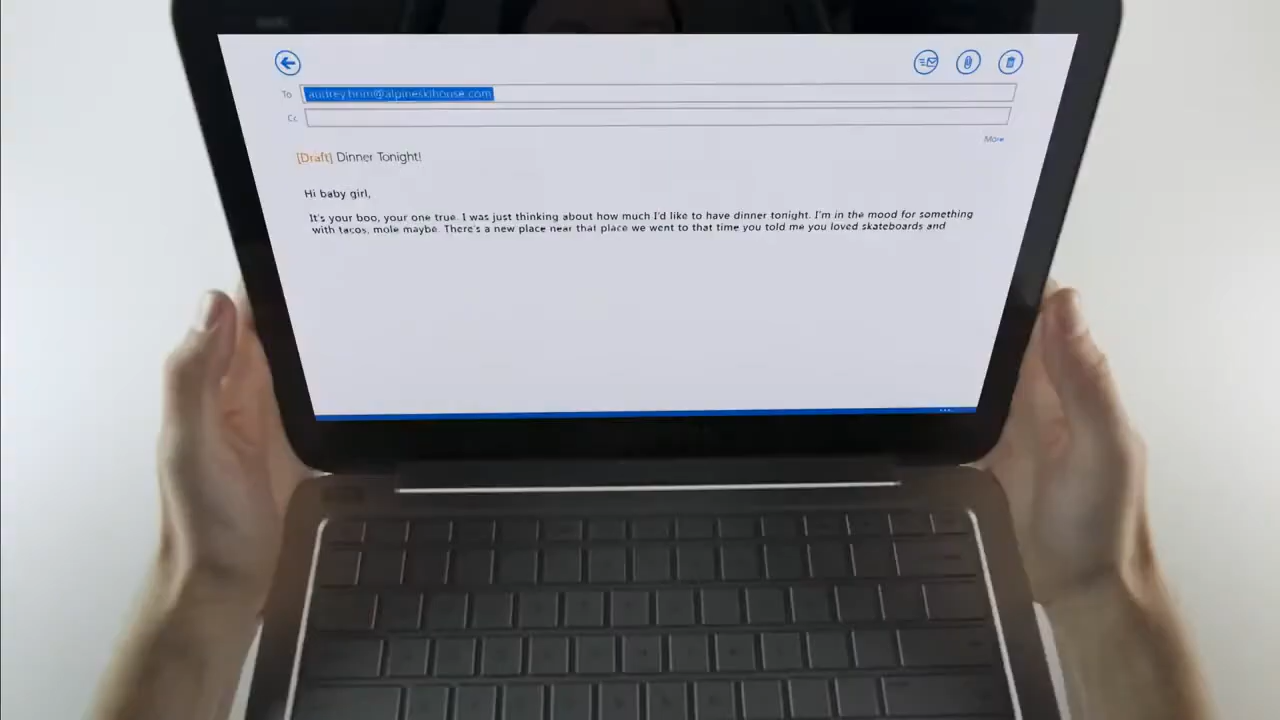 To audrey.hrim@alpineskihouse.com
Cc
More
[Draft] Dinner Tonight!
Hi baby girl,
It's your boo, your one true. I was just thinking about how much I'd like to have dinner tonight. I'm in the mood for something
with tacos, mole maybe. There's a new place near that place we went to that time you told me you loved skateboards and